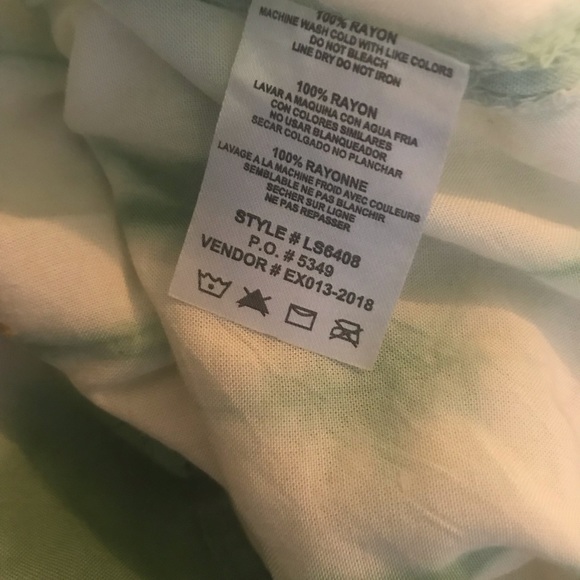 100% RAYON
MACHINE WASH COLD WITH LIKE COLORS
DO NOT BLEACH
LINE DRY DO NOT IRON
100% RAYON
LAVAR A MAQUINA CON AGUA FRIA
CON COLORES SIMILARES
NO USAR BLANQUEADOR
SECAR COLGADO NO PLANCHAR
100% RAYONNE
LAVAGE A LA MACHINE FROID AVEC COULEURS
SEMBLABLE NE PAS BLANCHIR
SECHER SUR LIGNE
NE PAS REPASSER
STYLE # LS6408
P.O. # 5349
VENDOR # EX013-2018